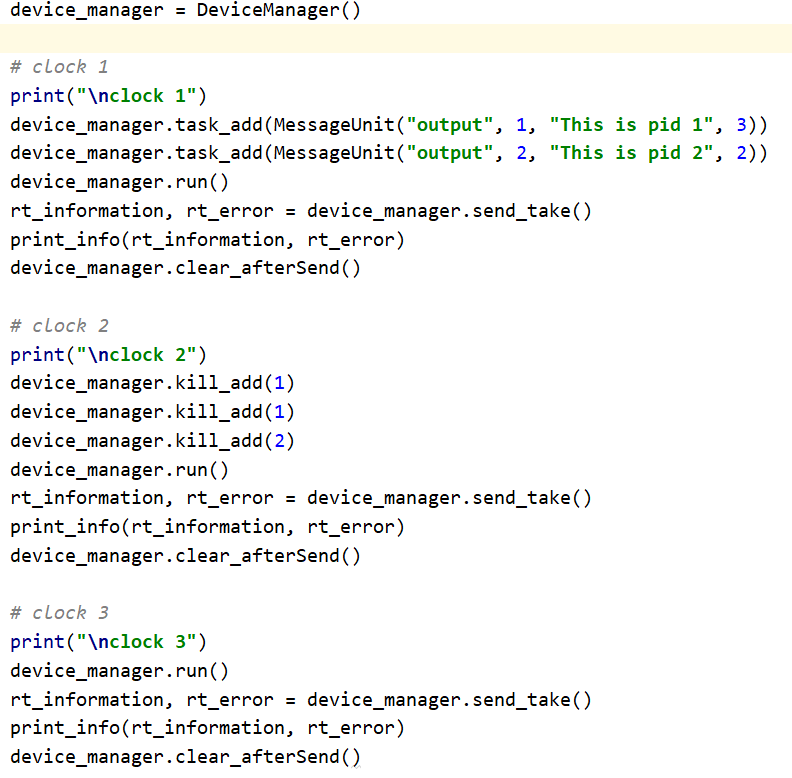 device_manager = DeviceManager()
# clock 1
print("\nclock 1")
device_manager.task_add(MessageUnit("output", 1, "This is pid 1", 3))
device_manager.task_add(MessageUnit("output", 2, "This is pid 2", 2))
device_manager.run()
rt_information, rt_error = device_manager.send_take()
print_info(rt_information, rt_error)
device_manager.clear_afterSend()
# clock 2
print("\nclock 2")
device_manager.kill_add(1)
device_manager.kill_add(1)
device_manager.kill_add(2)
device_manager.run()
rt_information, rt_error = device_manager.send_take()
print_info(rt_information, rt_error)
device_manager.clear_afterSend()
# clock 3
print("\nclock 3")
device_manager.run()
rt_information, rt_error = device_manager.send_take()
print_info(rt_information, rt_error)
device_manager.clear_afterSend()